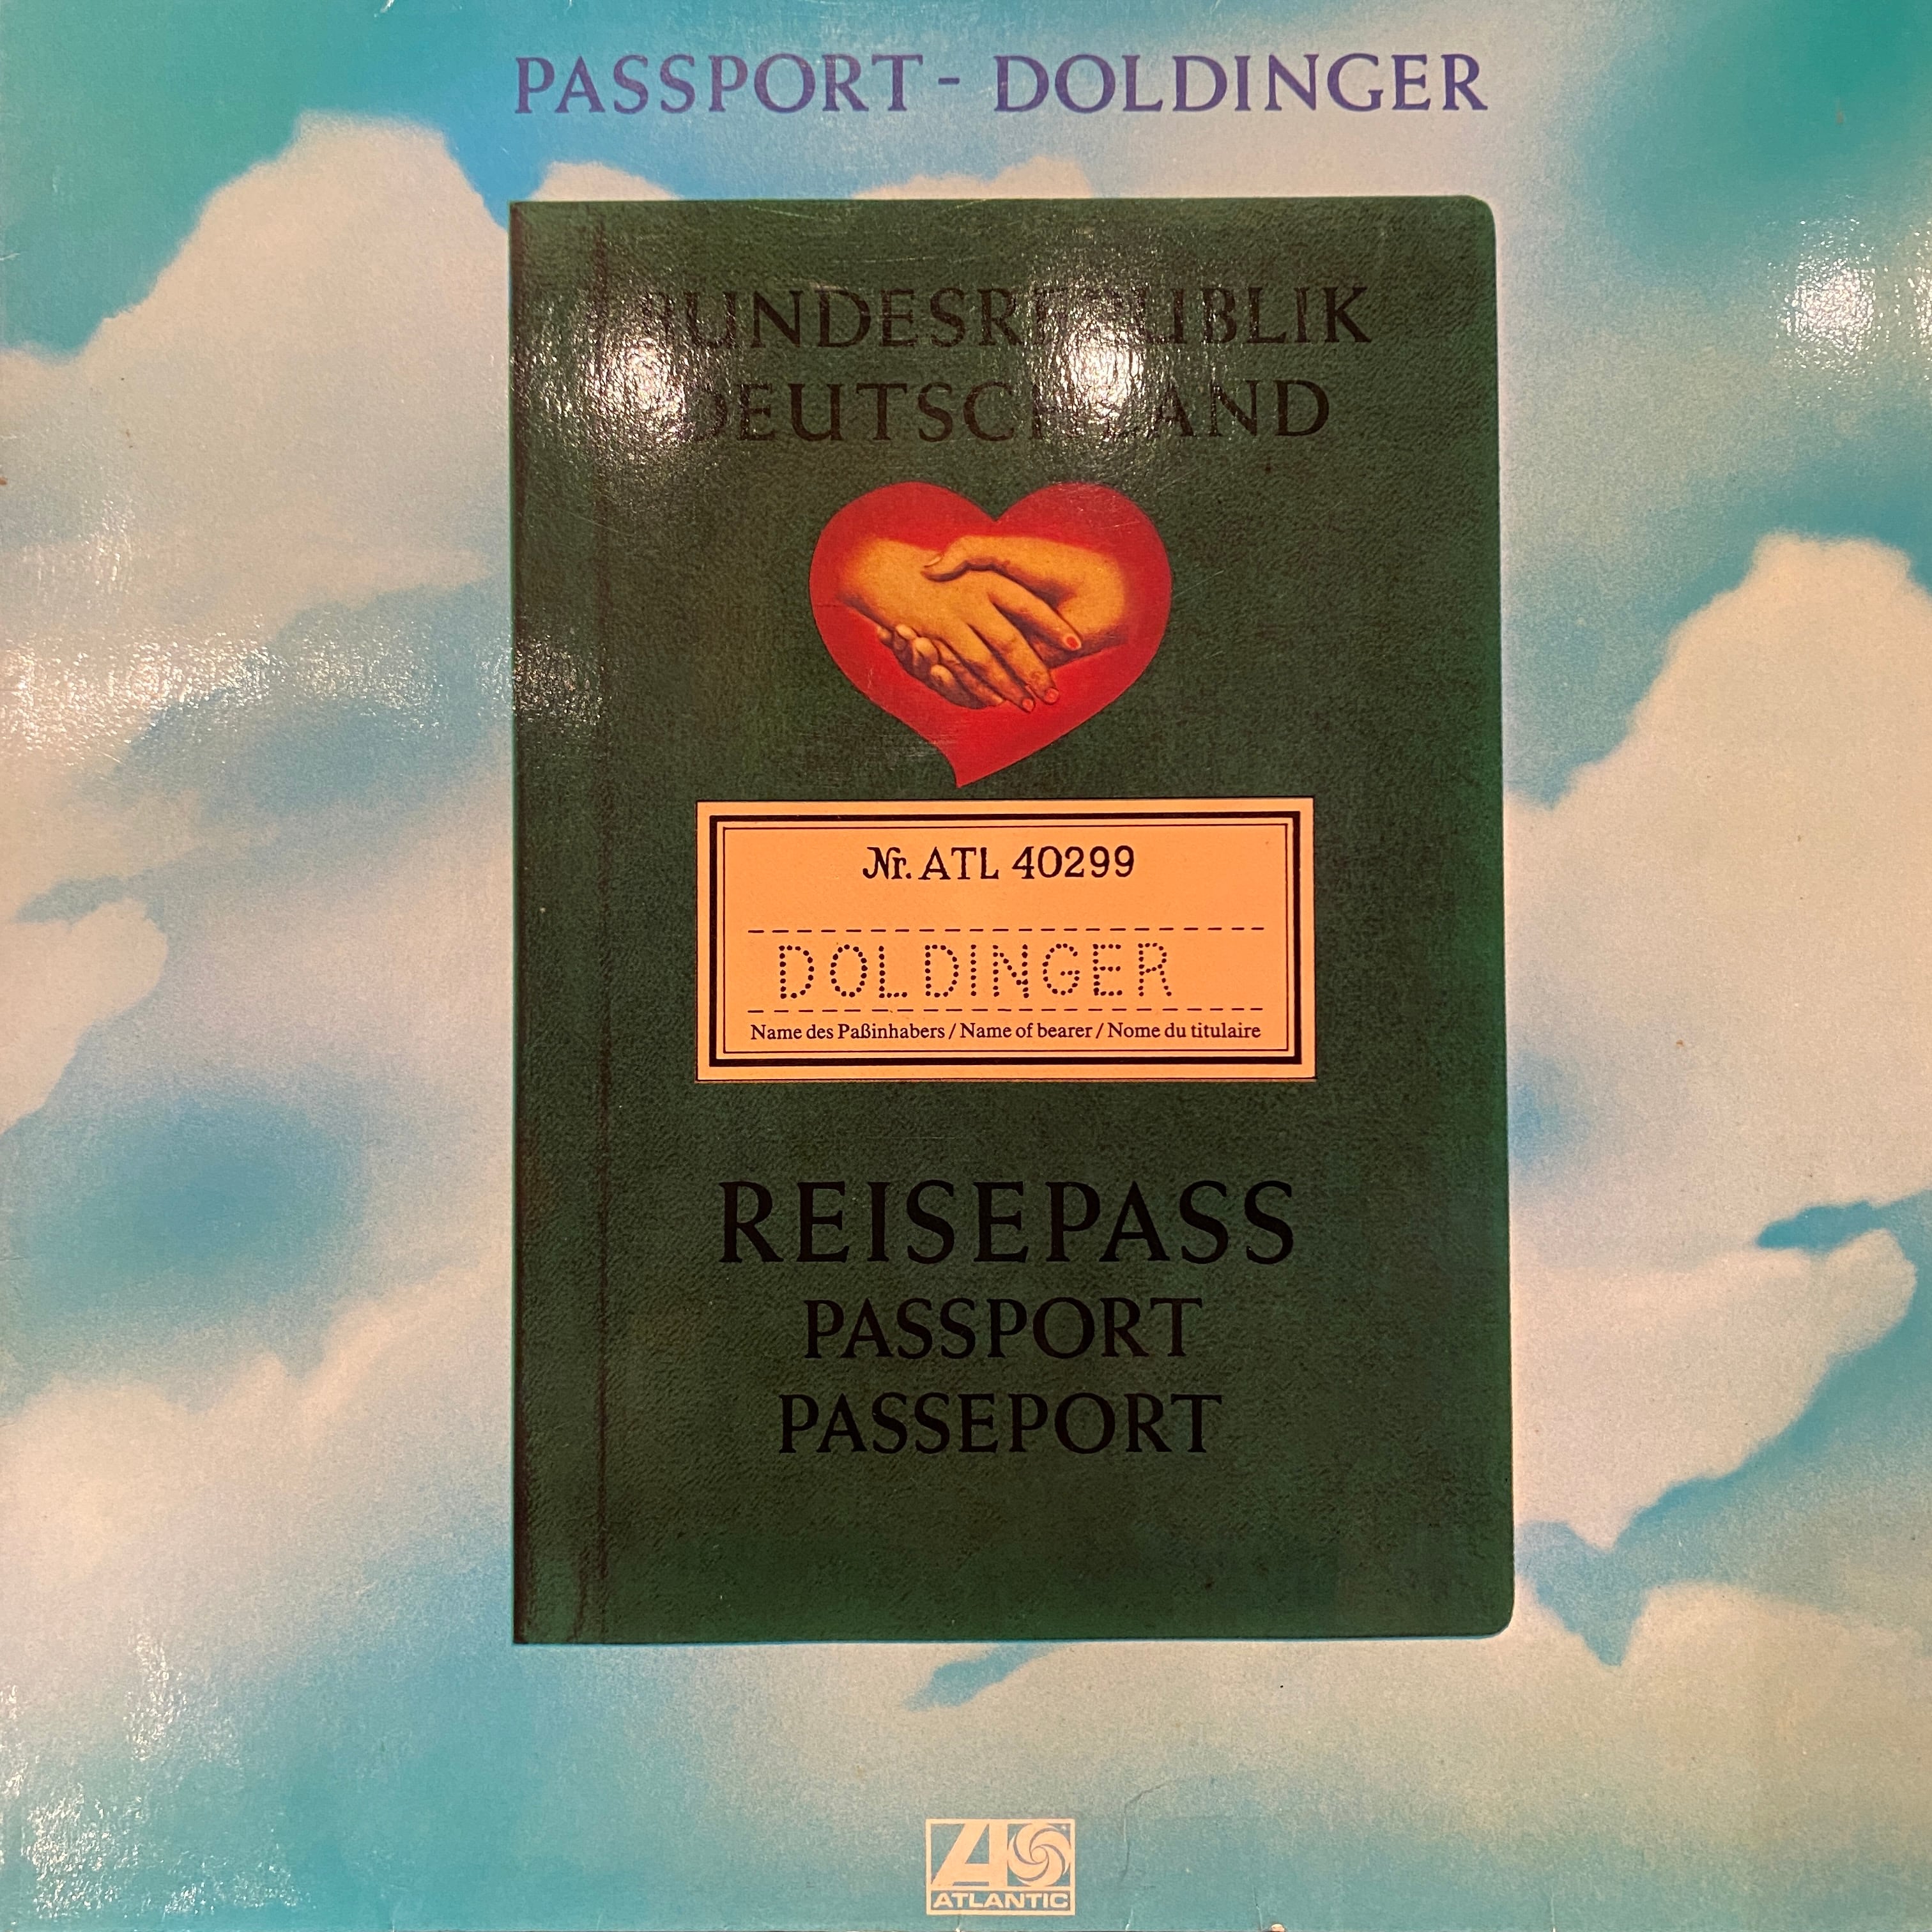 PASSPORT - DOLDINGER
BUNDESREPUBLIK
DEUTSCHLAND
Nr. ATL 40299
DOLDINGER
Name des Paßinhabers / Name of bearer / Nome du titulaire
REISEPASS
PASSPORT
PASSEPORT
ATLANTIC